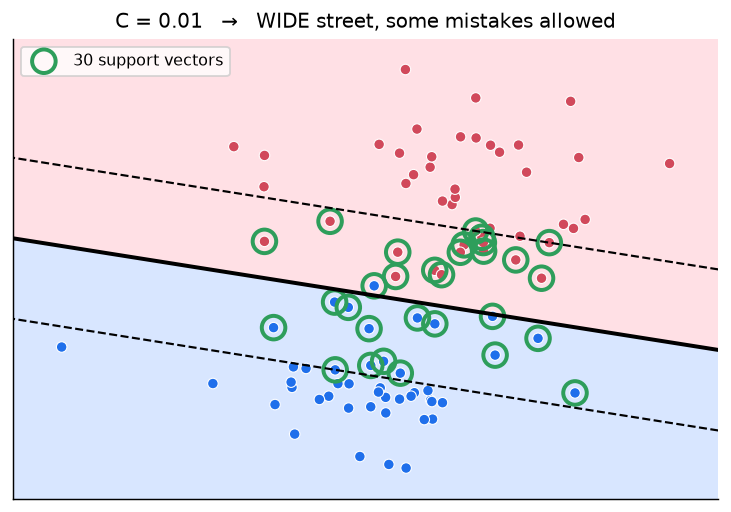 C = 0.01 → WIDE street, some mistakes allowed
30 support vectors